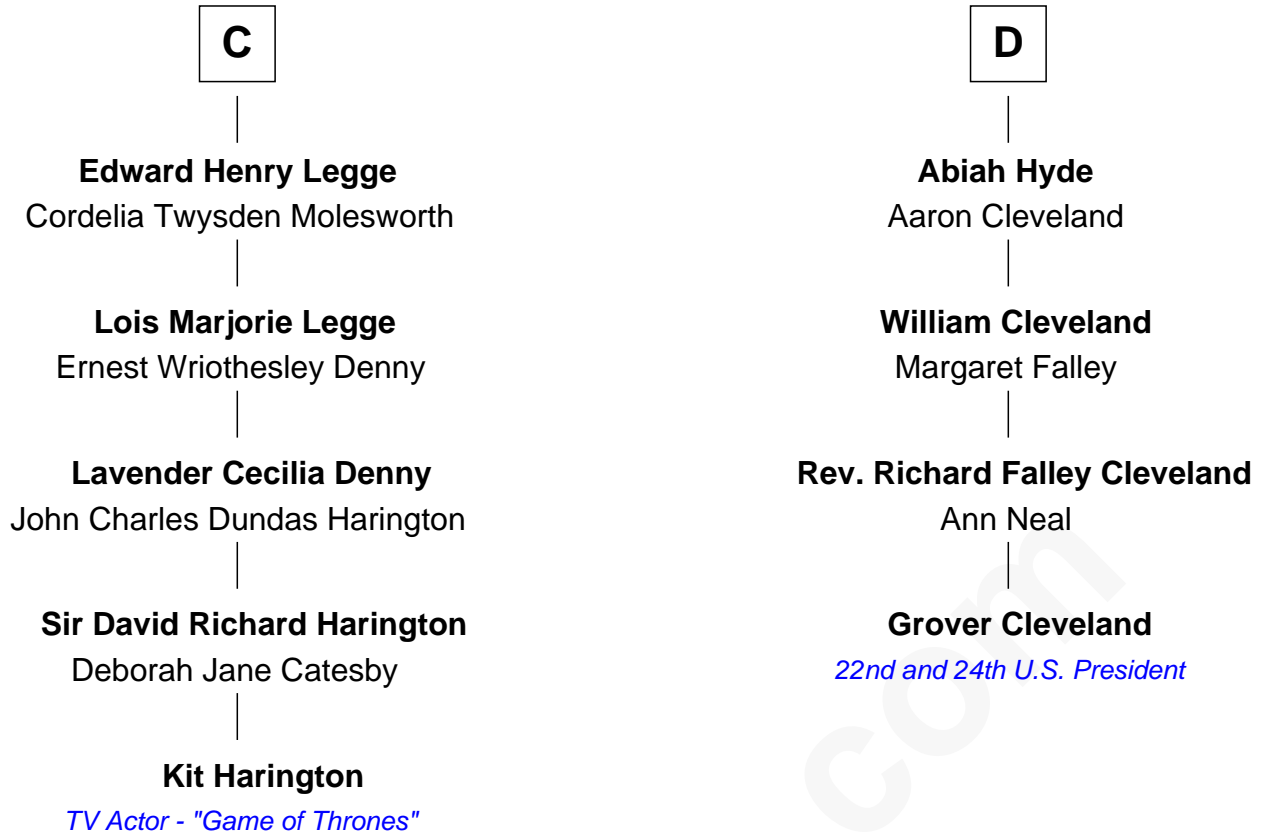 C
Edward Henry Legge
Cordelia Twysden Molesworth
Lois Marjorie Legge
Ernest Wriothesley Denny
Lavender Cecilia Denny
John Charles Dundas Harington
Sir David Richard Harington
Deborah Jane Catesby
Kit Harington
TV Actor - "Game of Thrones"
D
Abiah Hyde
Aaron Cleveland
William Cleveland
Margaret Falley
Rev. Richard Falley Cleveland
Ann Neal
Grover Cleveland
22nd and 24th U.S. President
com